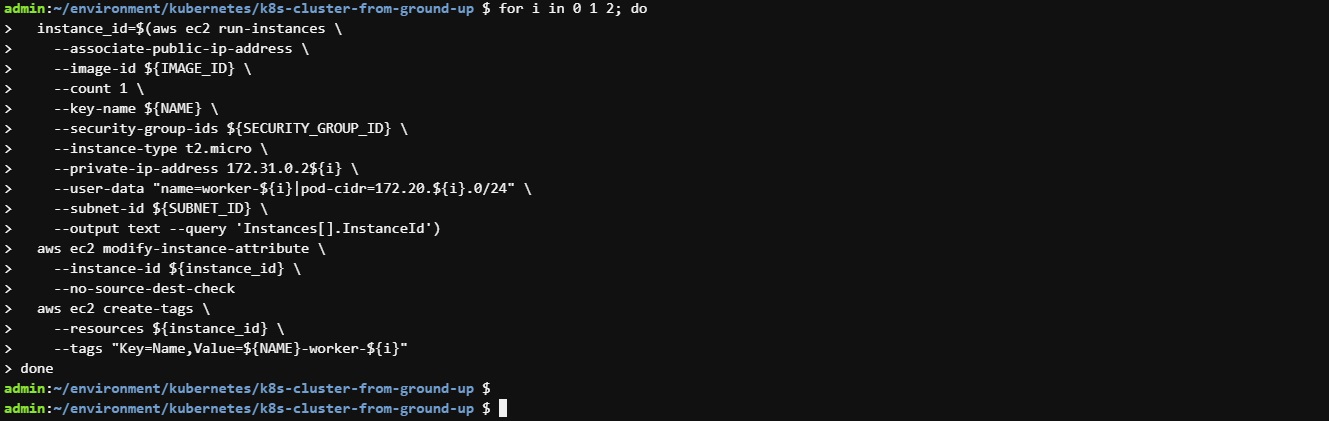 admin:~/environment/kubernetes/k8s-cluster-from-ground-up $ for i in 0 1 2; do
>   instance_id=$(aws ec2 run-instances \
>     --associate-public-ip-address \
>     --image-id ${IMAGE_ID} \
>     --count 1 \
>     --key-name ${NAME} \
>     --security-group-ids ${SECURITY_GROUP_ID} \
>     --instance-type t2.micro \
>     --private-ip-address 172.31.0.2${i} \
>     --user-data "name=worker-${i}|pod-cidr=172.20.${i}.0/24" \
>     --subnet-id ${SUBNET_ID} \
>     --output text --query 'Instances[].InstanceId')
>   aws ec2 modify-instance-attribute \
>     --instance-id ${instance_id} \
>     --no-source-dest-check
>   aws ec2 create-tags \
>     --resources ${instance_id} \
>     --tags "Key=Name,Value=${NAME}-worker-${i}"
> done
admin:~/environment/kubernetes/k8s-cluster-from-ground-up $
admin:~/environment/kubernetes/k8s-cluster-from-ground-up $